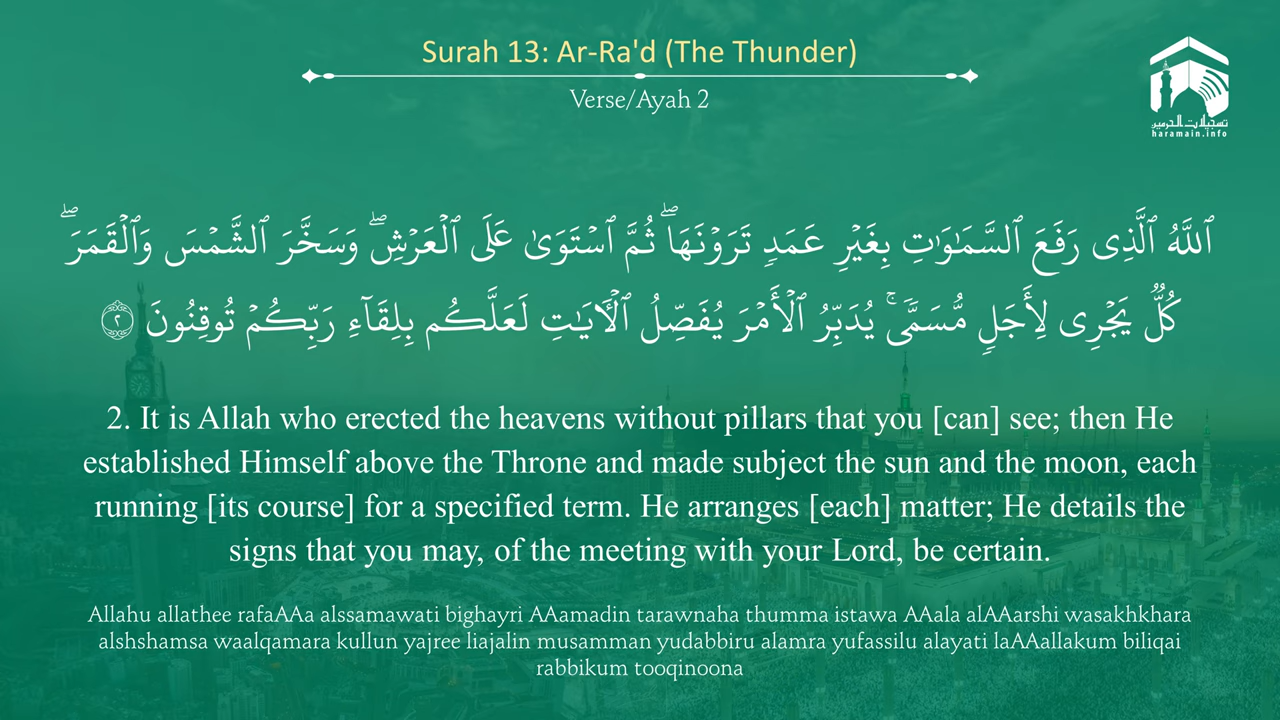 Surah 13: Ar-Ra'd (The Thunder)
Verse/Ayah 2
تسجيلات الحرمين
haramain.info
ٱللَّهُ ٱلَّذِى رَفَعَ ٱلسَّمَـٰوَٰتِ بِغَيْرِ عَمَدٍ تَرَوْنَهَا ۖ ثُمَّ ٱسْتَوَىٰ عَلَى ٱلْعَرْشِ ۖ وَسَخَّرَ ٱلشَّمْسَ وَٱلْقَمَرَ ۖ
كُلٌّ يَجْرِى لِأَجَلٍ مُّسَمًّى ۚ يُدَبِّرُ ٱلْأَمْرَ يُفَصِّلُ ٱلْـَٔايَـٰتِ لَعَلَّكُم بِلِقَآءِ رَبِّكُمْ تُوقِنُونَ ٢
2. It is Allah who erected the heavens without pillars that you [can] see; then He
established Himself above the Throne and made subject the sun and the moon, each
running [its course] for a specified term. He arranges [each] matter; He details the
signs that you may, of the meeting with your Lord, be certain.
Allahu allathee rafaAAa alssamawati bighayri AAamadin tarawnaha thumma istawa AAala alAAarshi wasakhkhara
alshshamsa waalqamara kullun yajree liajalin musamman yudabbiru alamra yufassilu alayati laAAallakum biliqai
rabbikum tooqinoona